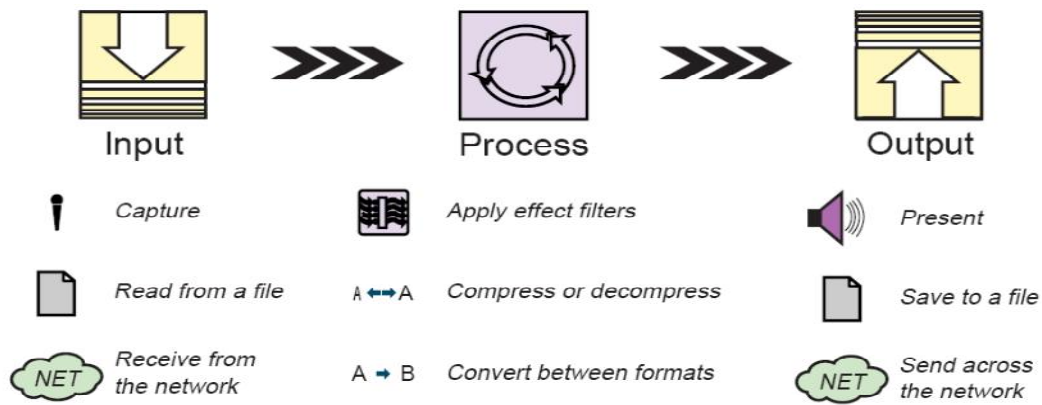 Input
Process
Output
Capture
Apply effect filters
Present
Read from a file
A A
Compress or decompress
Save to a file
NET
Receive from
the network
A B
Convert between formats
NET
Send across
the network